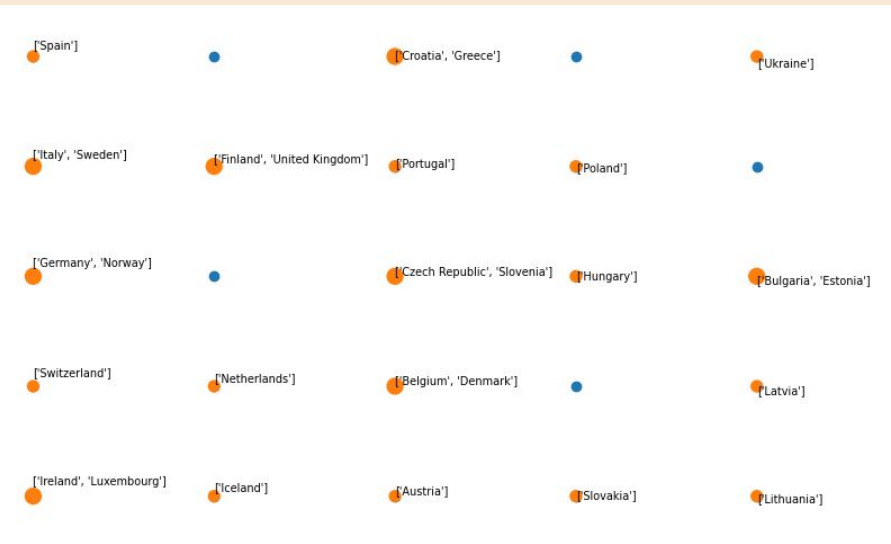 ['Spain']
['Croatia', 'Greece']
['Ukraine']
['Italy', 'Sweden']
['Finland', 'United Kingdom']
['Portugal']
['Poland']
['Germany', 'Norway']
['Czech Republic', 'Slovenia']
['Hungary']
['Bulgaria', 'Estonia']
['Switzerland']
['Netherlands']
['Belgium', 'Denmark']
['Latvia']
['Ireland', 'Luxembourg']
['Iceland']
['Austria']
['Slovakia']
['Lithuania']